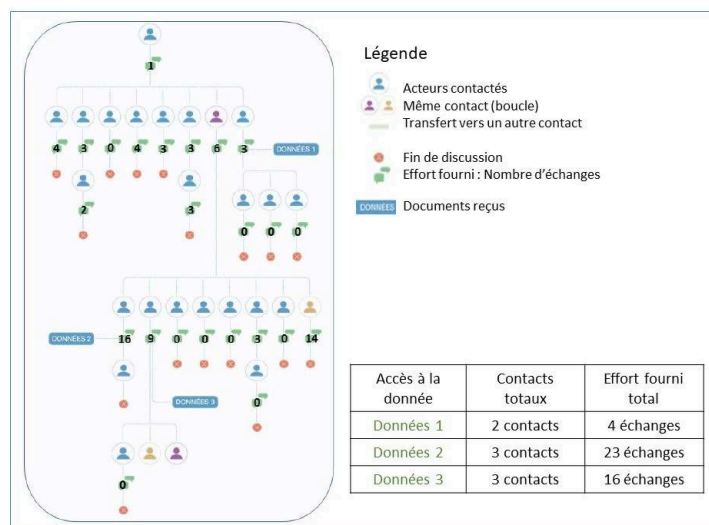 1
4 3 0 4 3 3 6 3
DONNÉES 1
2 3
0 0 0
DONNÉES 2
16 9 0 0 0 3 0 14
DONNÉES 3
0
0
Légende
Acteurs contactés
Même contact (boucle)
Transfert vers un autre contact
Fin de discussion
Effort fourni : Nombre d'échanges
DONNÉES Documents reçus
Accès à la donnée Contacts totaux Effort fourni total
Données 1 2 contacts 4 échanges
Données 2 3 contacts 23 échanges
Données 3 3 contacts 16 échanges